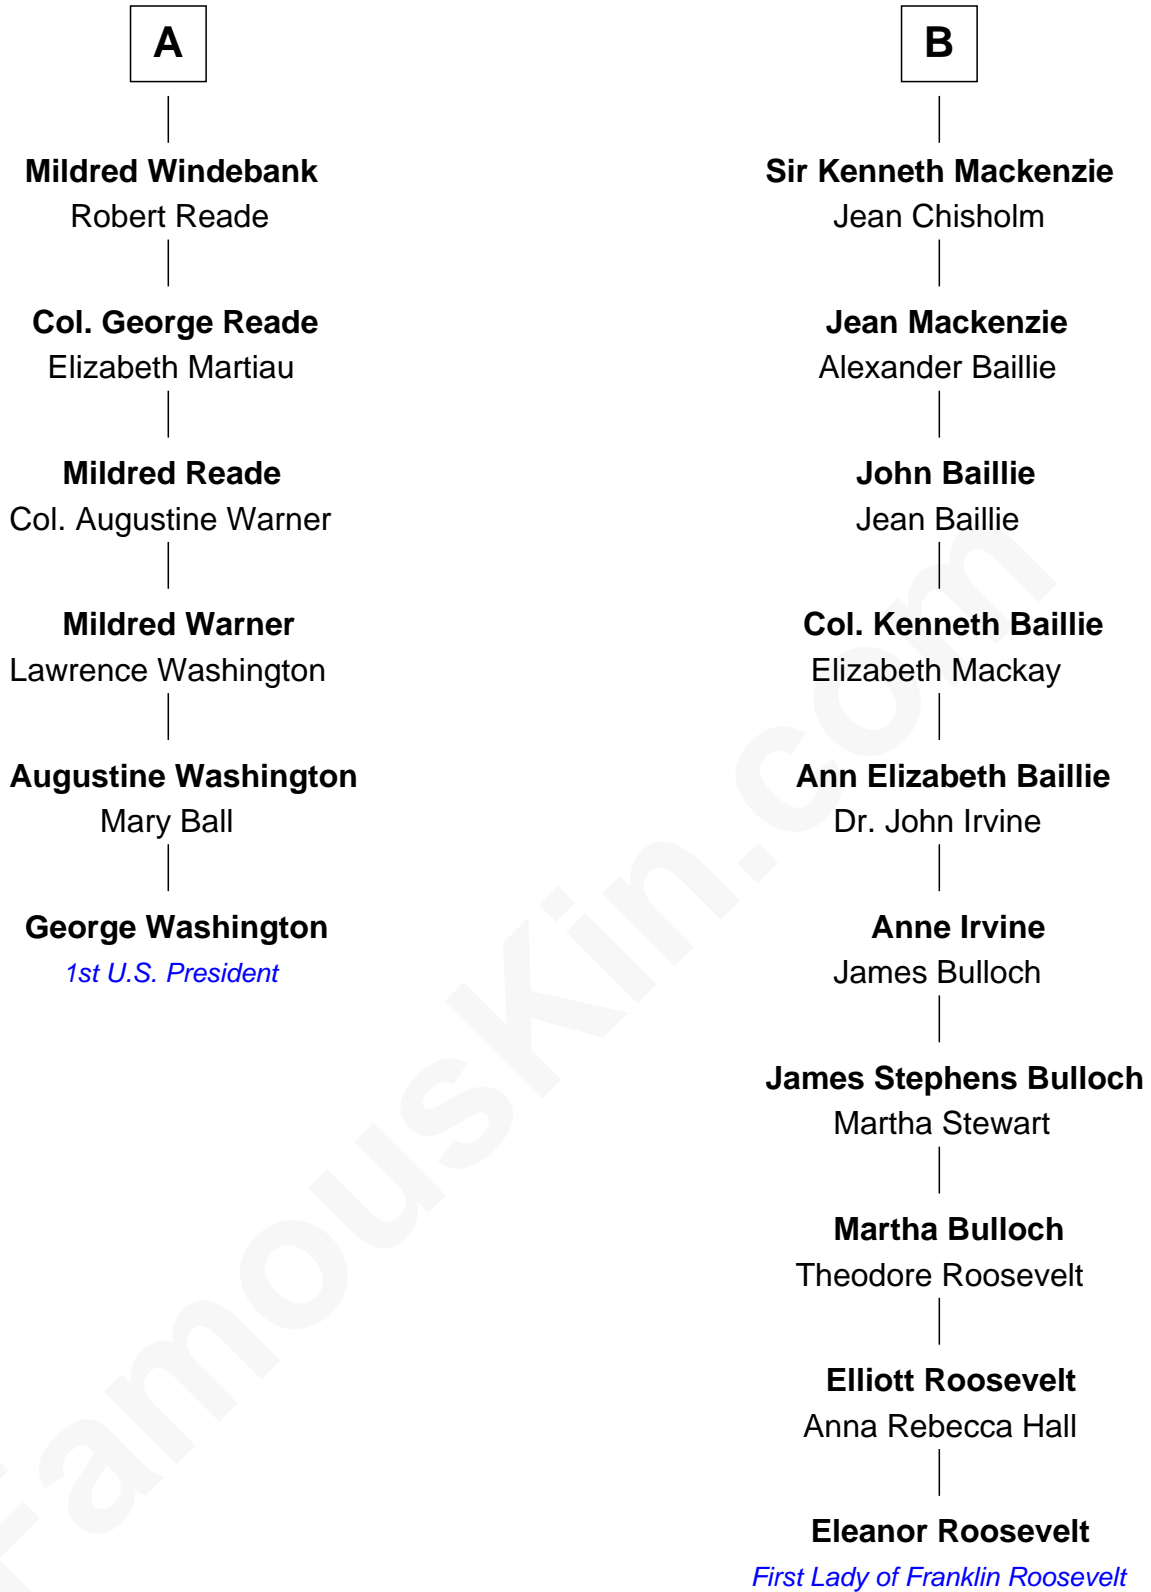 A
Mildred Windebank
Robert Reade
Col. George Reade
Elizabeth Martiau
Mildred Reade
Col. Augustine Warner
Mildred Warner
Lawrence Washington
Augustine Washington
Mary Ball
George Washington
1st U.S. President
B
Sir Kenneth Mackenzie
Jean Chisholm
Jean Mackenzie
Alexander Baillie
John Baillie
Jean Baillie
Col. Kenneth Baillie
Elizabeth Mackay
Ann Elizabeth Baillie
Dr. John Irvine
Anne Irvine
James Bulloch
James Stephens Bulloch
Martha Stewart
Martha Bulloch
Theodore Roosevelt
Elliott Roosevelt
Anna Rebecca Hall
Eleanor Roosevelt
First Lady of Franklin Roosevelt
FamousKin.com